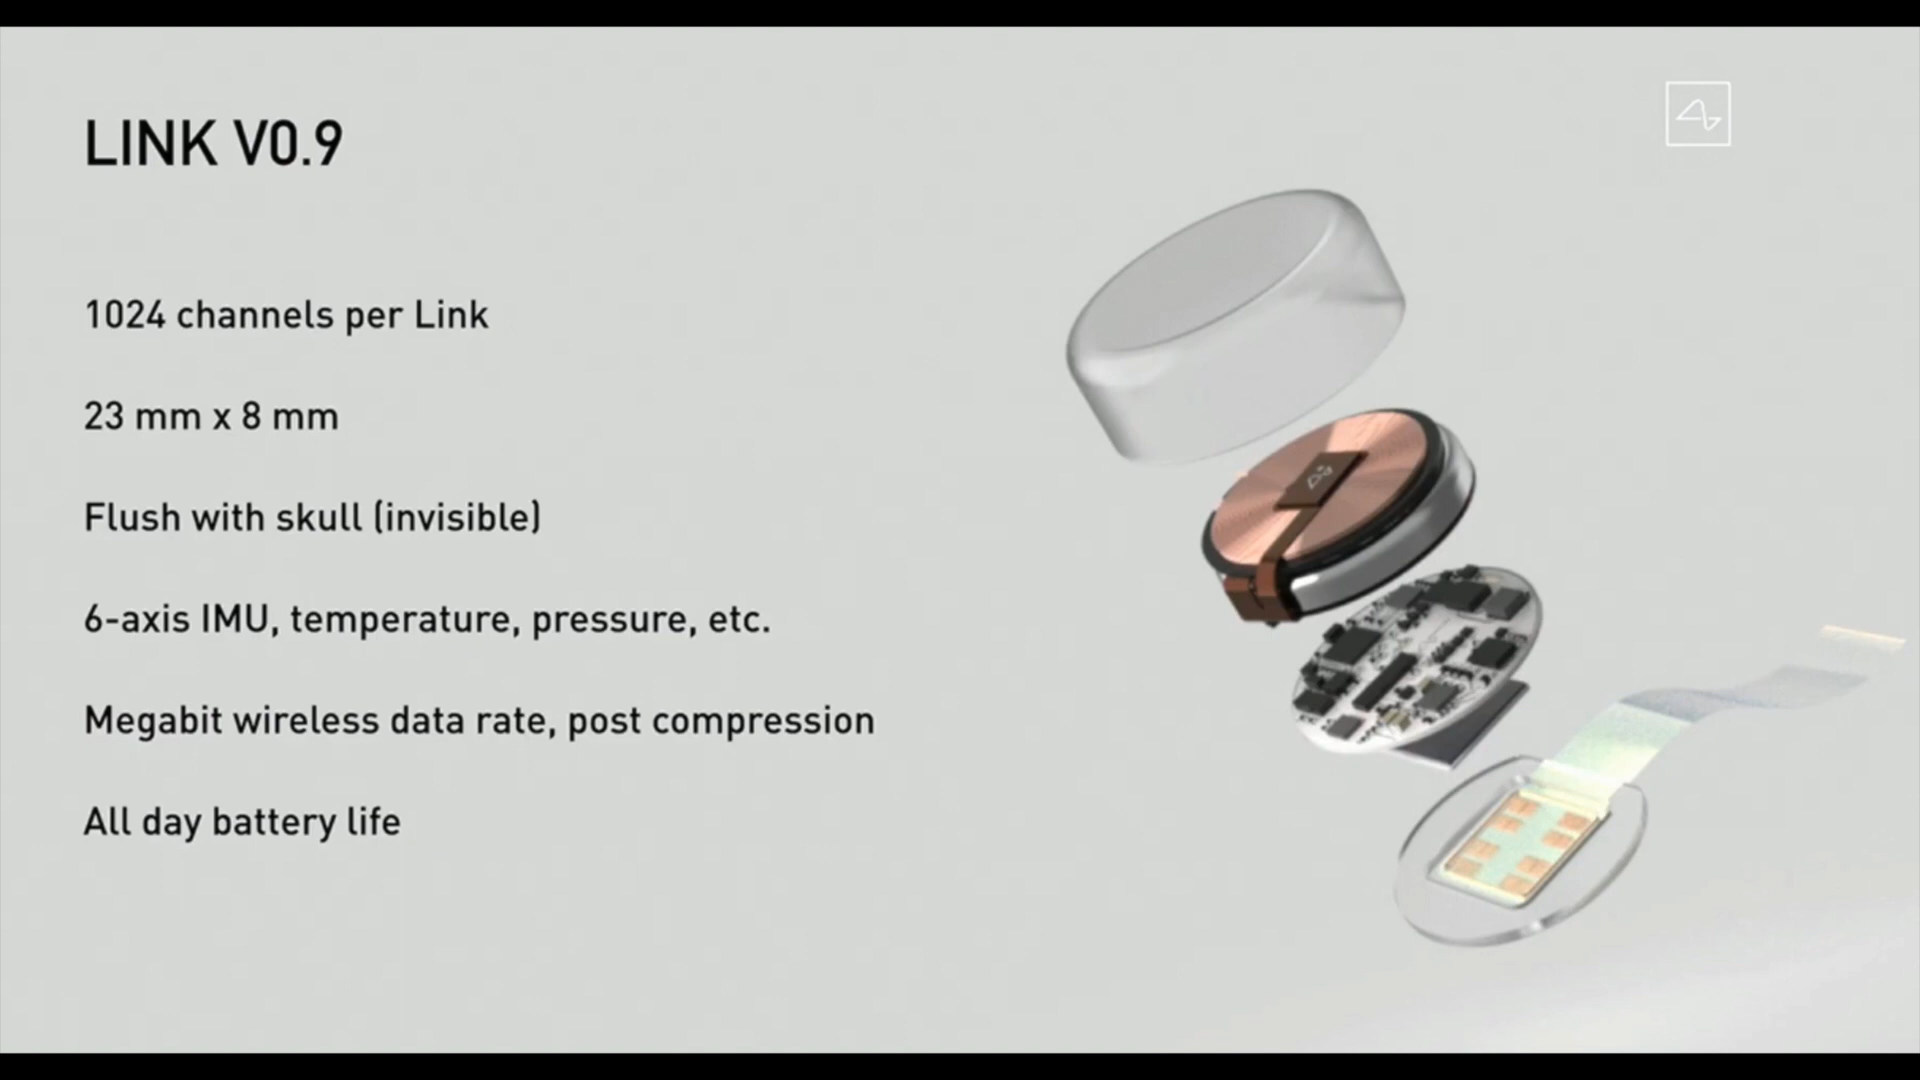 LINK V0.9
1024 channels per Link
23 mm x 8 mm
Flush with skull (invisible)
6-axis IMU, temperature, pressure, etc.
Megabit wireless data rate, post compression
All day battery life